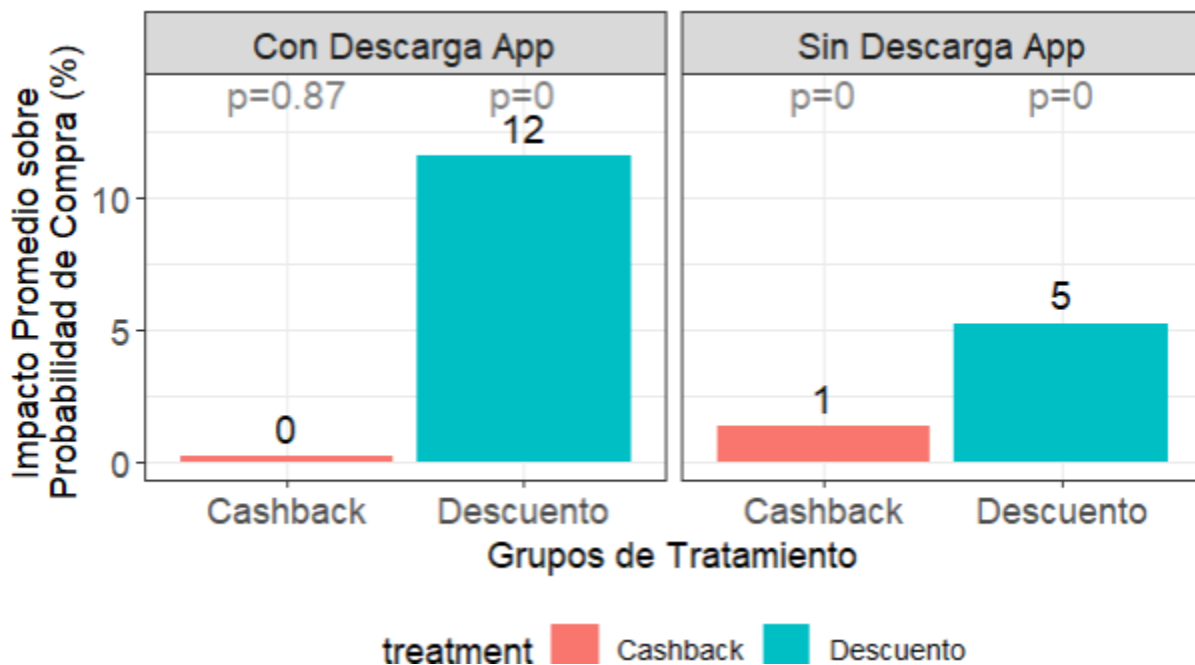 Con Descarga App
Sin Descarga App
p=0.87
p=0
p=0
p=0
12
0
1
5
Impacto Promedio sobre
Probabilidad de Compra (%)
10
5
0
Cashback
Descuento
Cashback
Descuento
Grupos de Tratamiento
treatment
Cashback
Descuento